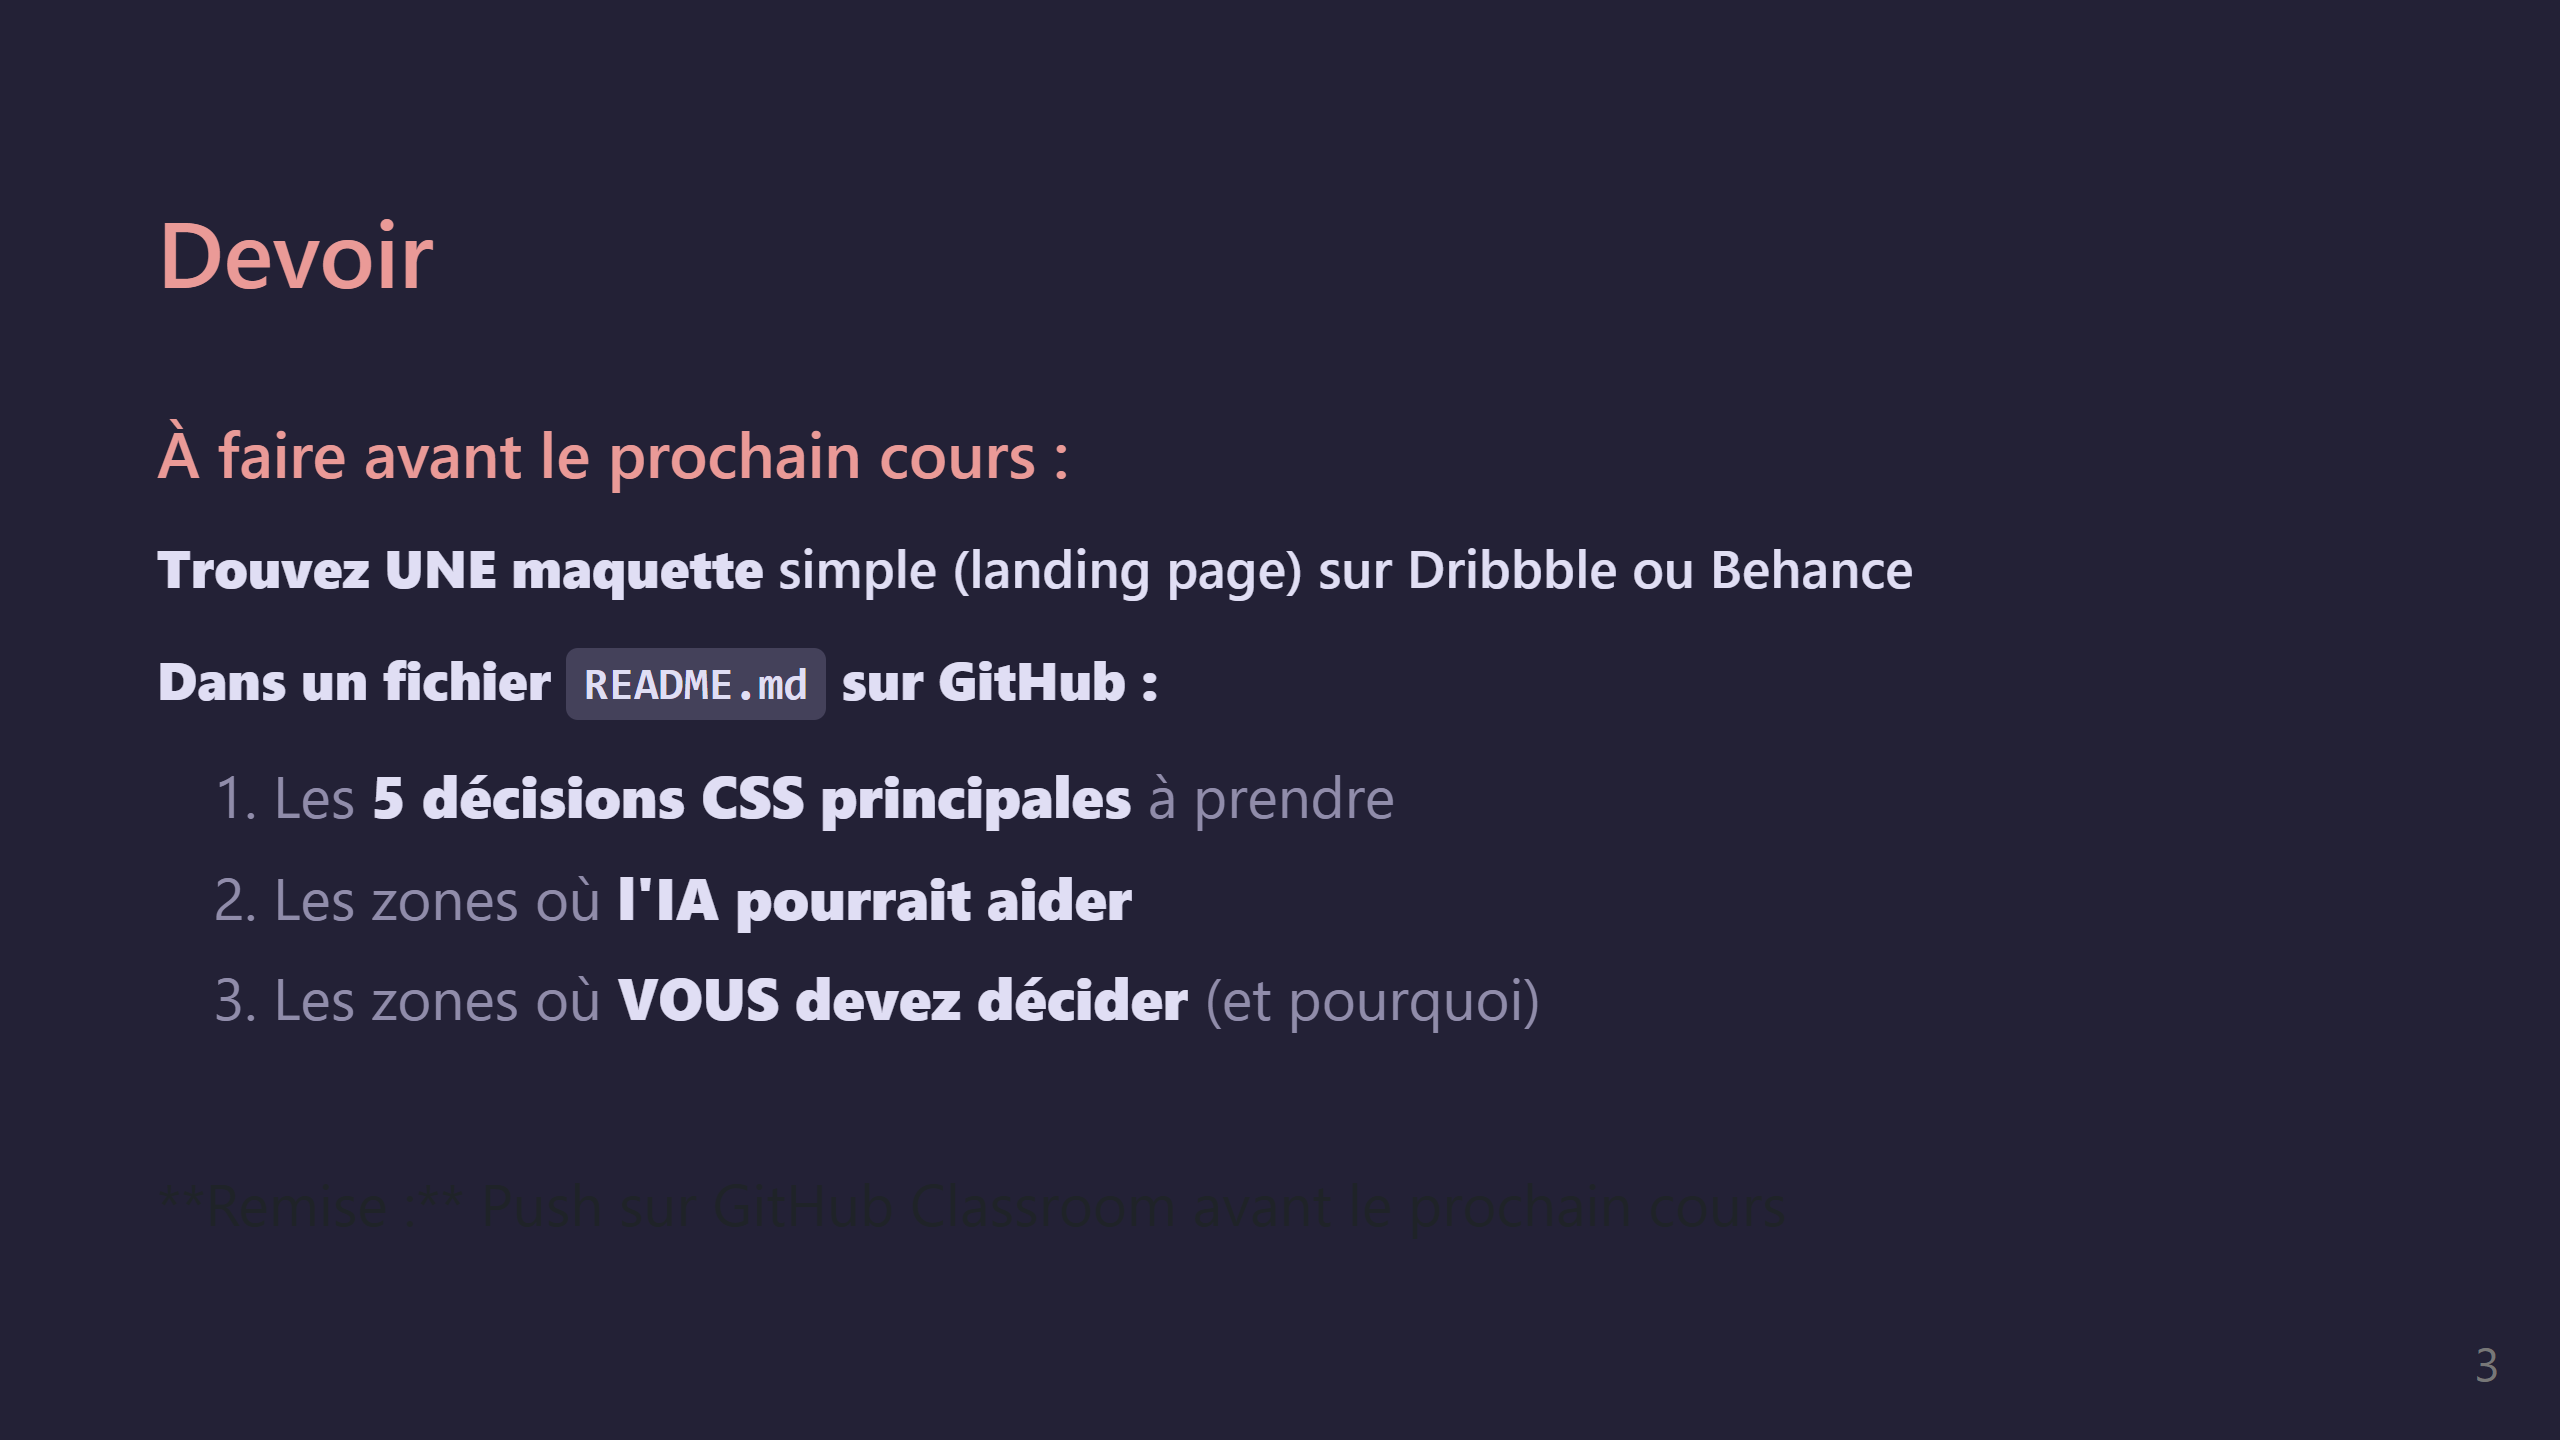 Devoir
À faire avant le prochain cours :
Trouvez UNE maquette simple (landing page) sur Dribbble ou Behance
Dans un fichier README.md sur GitHub :
1. Les 5 décisions CSS principales à prendre
2. Les zones où l'IA pourrait aider
3. Les zones où VOUS devez décider (et pourquoi)
**Remise :** Push sur GitHub Classroom avant le prochain cours
3